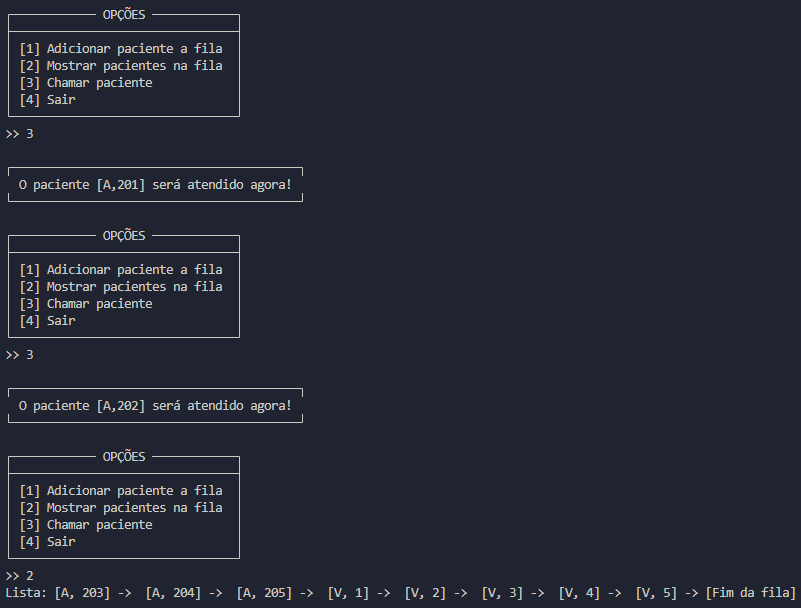 OPÇÕES
[1] Adicionar paciente a fila
[2] Mostrar pacientes na fila
[3] Chamar paciente
[4] Sair
>> 3
O paciente [A,201] será atendido agora!
OPÇÕES
[1] Adicionar paciente a fila
[2] Mostrar pacientes na fila
[3] Chamar paciente
[4] Sair
>> 3
O paciente [A,202] será atendido agora!
OPÇÕES
[1] Adicionar paciente a fila
[2] Mostrar pacientes na fila
[3] Chamar paciente
[4] Sair
>> 2
Lista: [A, 203] -> [A, 204] -> [A, 205] -> [V, 1] -> [V, 2] -> [V, 3] -> [V, 4] -> [V, 5] -> [Fim da fila]